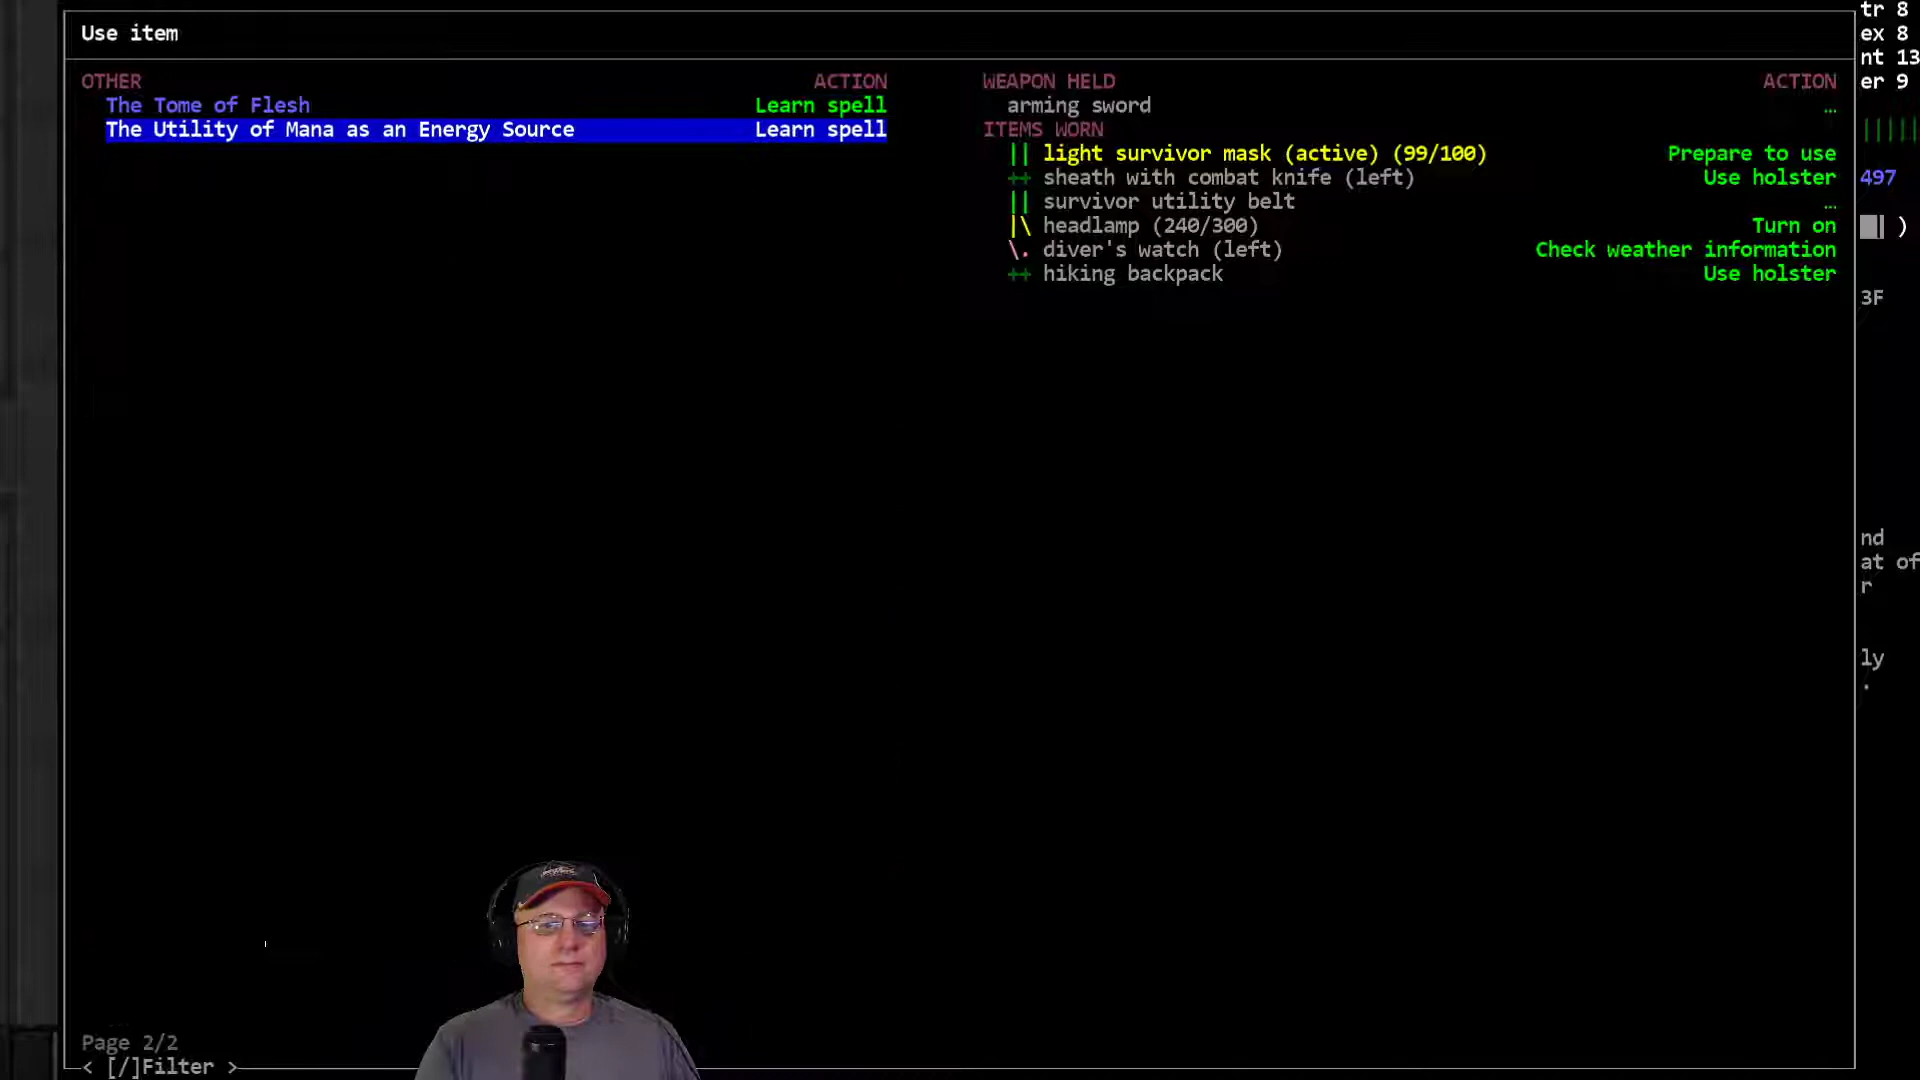 Use item
OTHER ACTION
The Tome of Flesh Learn spell
The Utility of Mana as an Energy Source Learn spell
Page 2/2
< [/]Filter >
WEAPON HELD ACTION
arming sword …
ITEMS WORN
|| light survivor mask (active) (99/100) Prepare to use
++ sheath with combat knife (left) Use holster
|| survivor utility belt …
|\ headlamp (240/300) Turn on
\. diver's watch (left) Check weather information
++ hiking backpack Use holster
tr 8
ex 8
nt 13
er 9
|||||
497
)
3F
nd
at of
r
ly
.